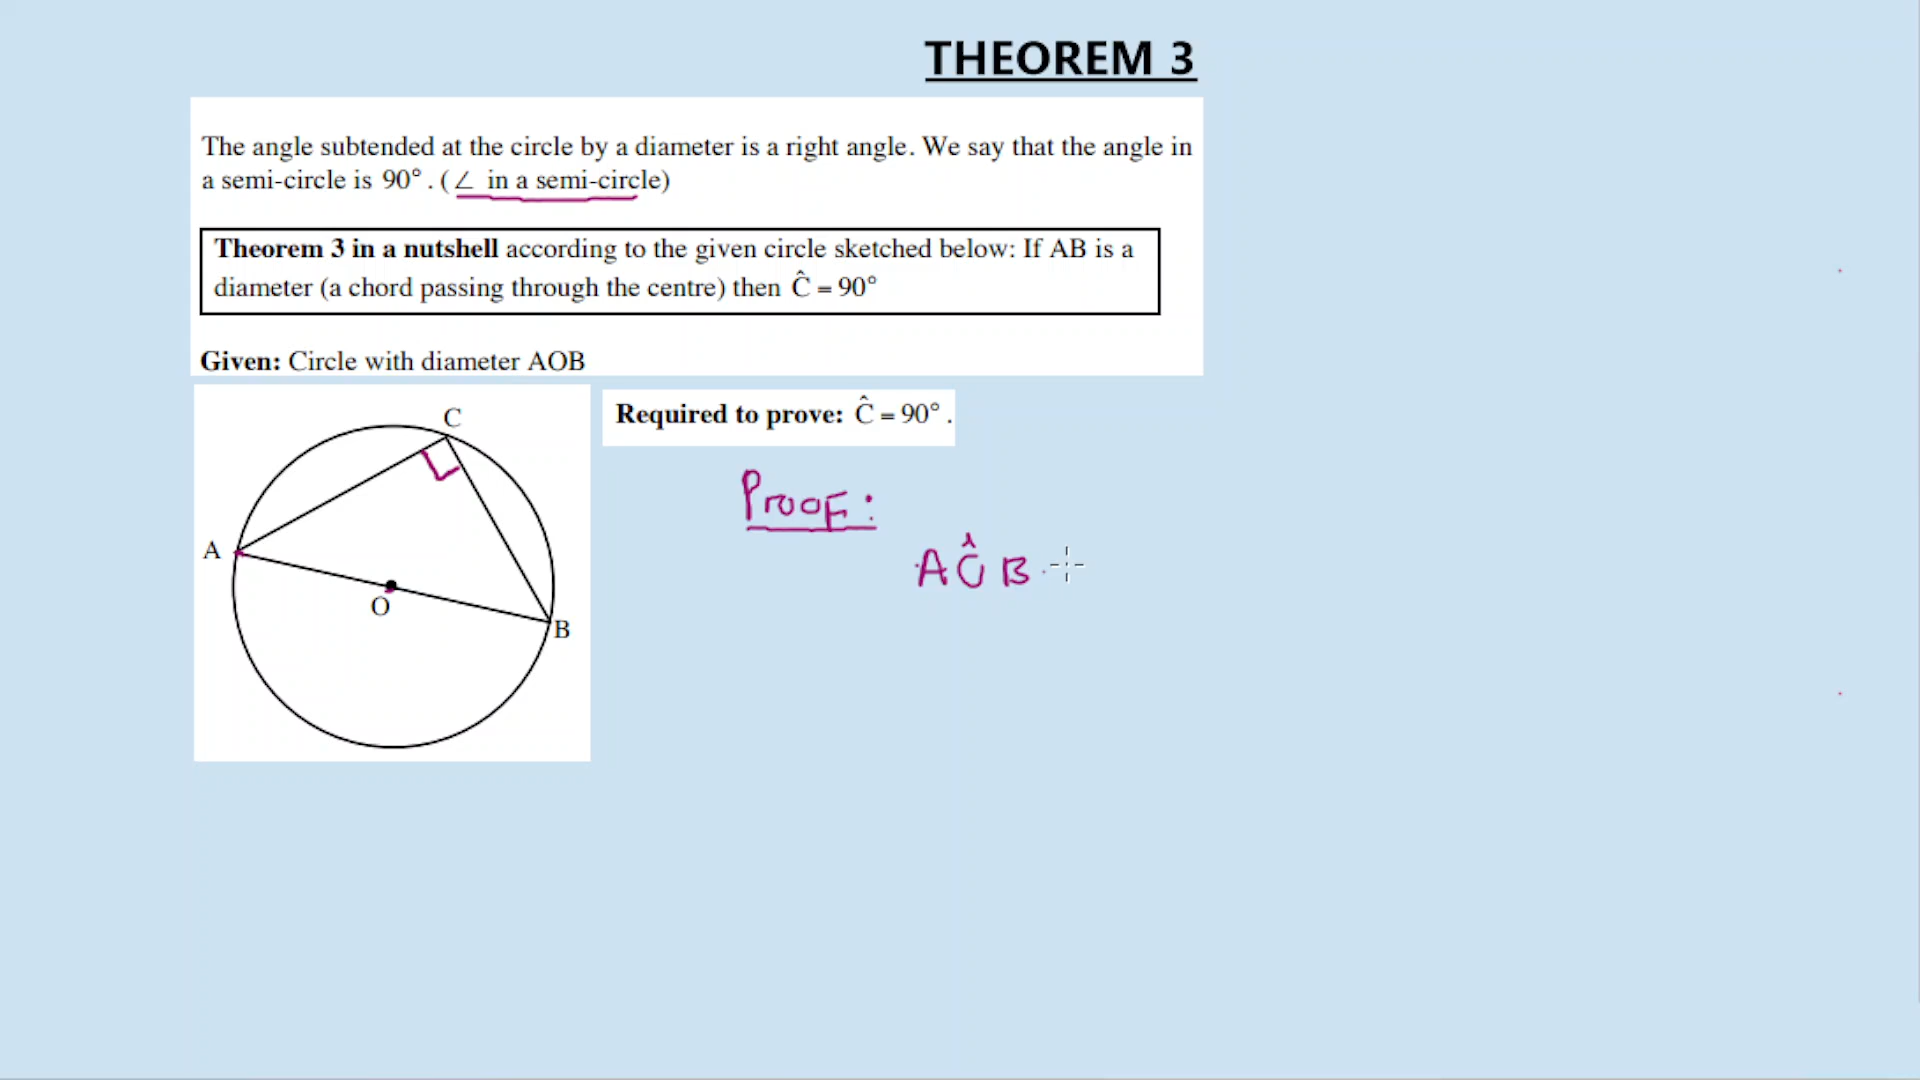 THEOREM 3
The angle subtended at the circle by a diameter is a right angle. We say that the angle in
a semi-circle is 90°. (∠ in a semi-circle)
Theorem 3 in a nutshell according to the given circle sketched below: If AB is a
diameter (a chord passing through the centre) then Ĉ = 90°
Given: Circle with diameter AOB
Required to prove: Ĉ = 90°.
C
A
O
B
PROOF:
AĈB